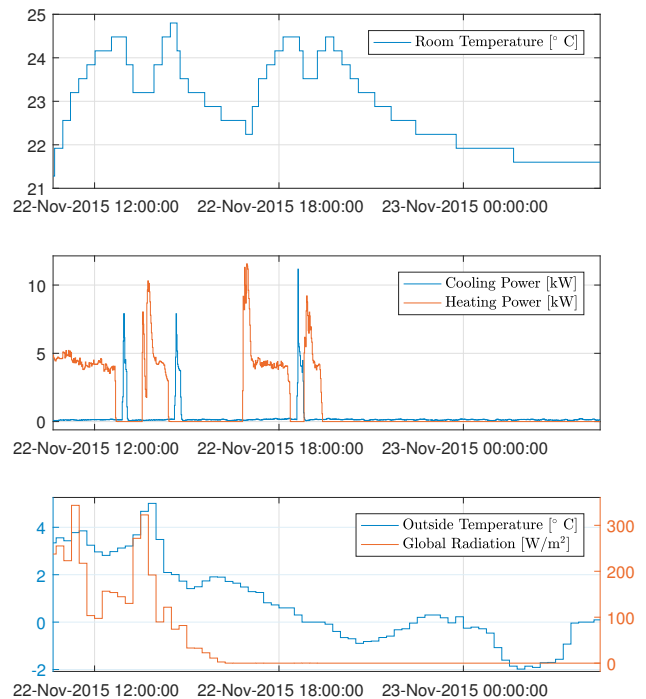 25
24
23
22
21
Room Temperature [° C]
22-Nov-2015 12:00:00
22-Nov-2015 18:00:00
23-Nov-2015 00:00:00
10
5
0
Cooling Power [kW]
Heating Power [kW]
22-Nov-2015 12:00:00
22-Nov-2015 18:00:00
23-Nov-2015 00:00:00
4
2
0
-2
Outside Temperature [° C]
Global Radiation [W/m²]
300
200
100
0
22-Nov-2015 12:00:00
22-Nov-2015 18:00:00
23-Nov-2015 00:00:00